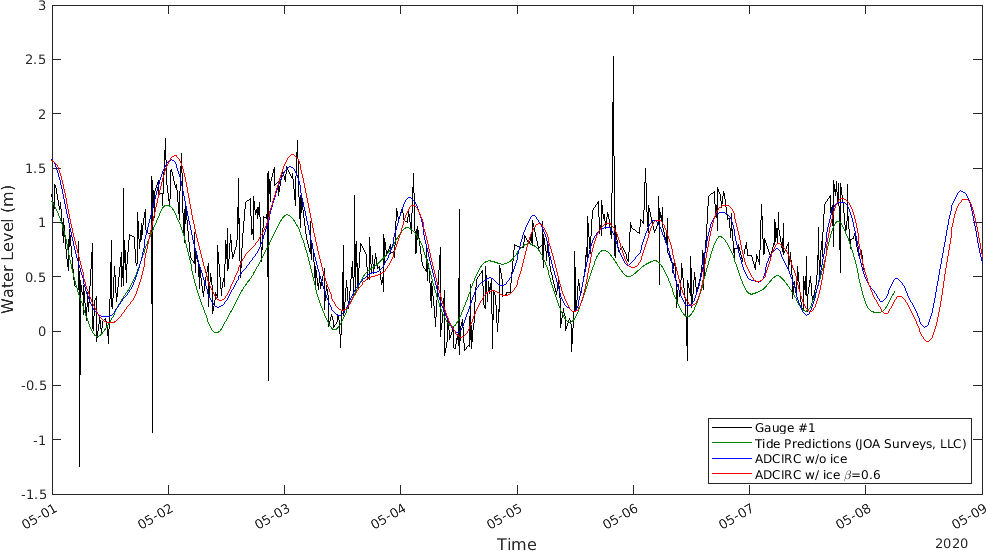 3
2.5
2
1.5
1
0.5
0
-0.5
-1
-1.5
Water Level (m)
Gauge #1
Tide Predictions (JOA Surveys, LLC)
ADCIRC w/o ice
ADCIRC w/ ice β=0.6
05-01 05-02 05-03 05-04 05-05 05-06 05-07 05-08 05-09
Time
2020